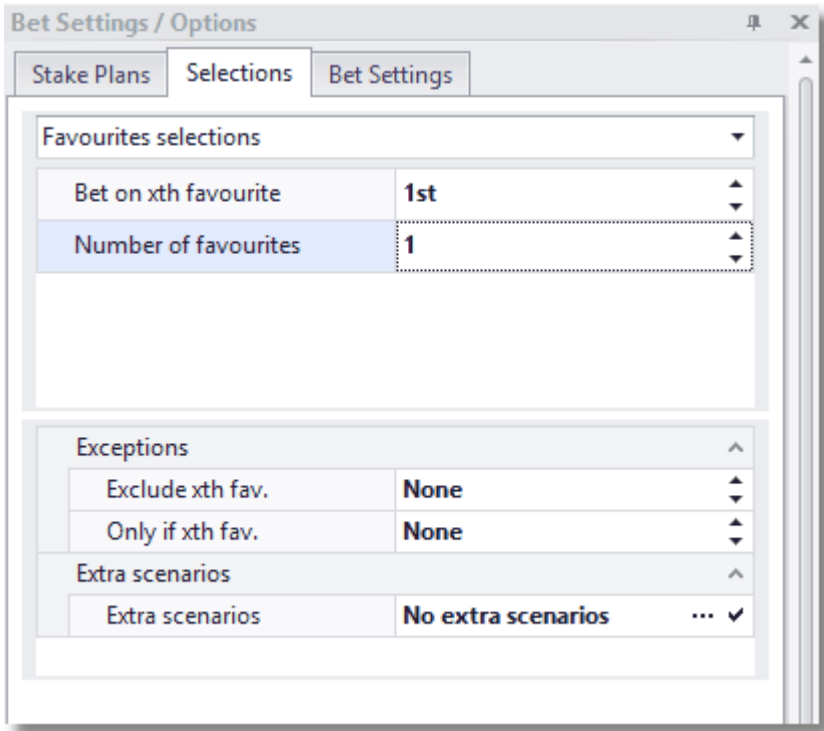 Bet Settings / Options
Stake Plans Selections Bet Settings
Favourites selections
Bet on xth favourite 1st
Number of favourites 1
Exceptions
Exclude xth fav. None
Only if xth fav. None
Extra scenarios
Extra scenarios No extra scenarios ...